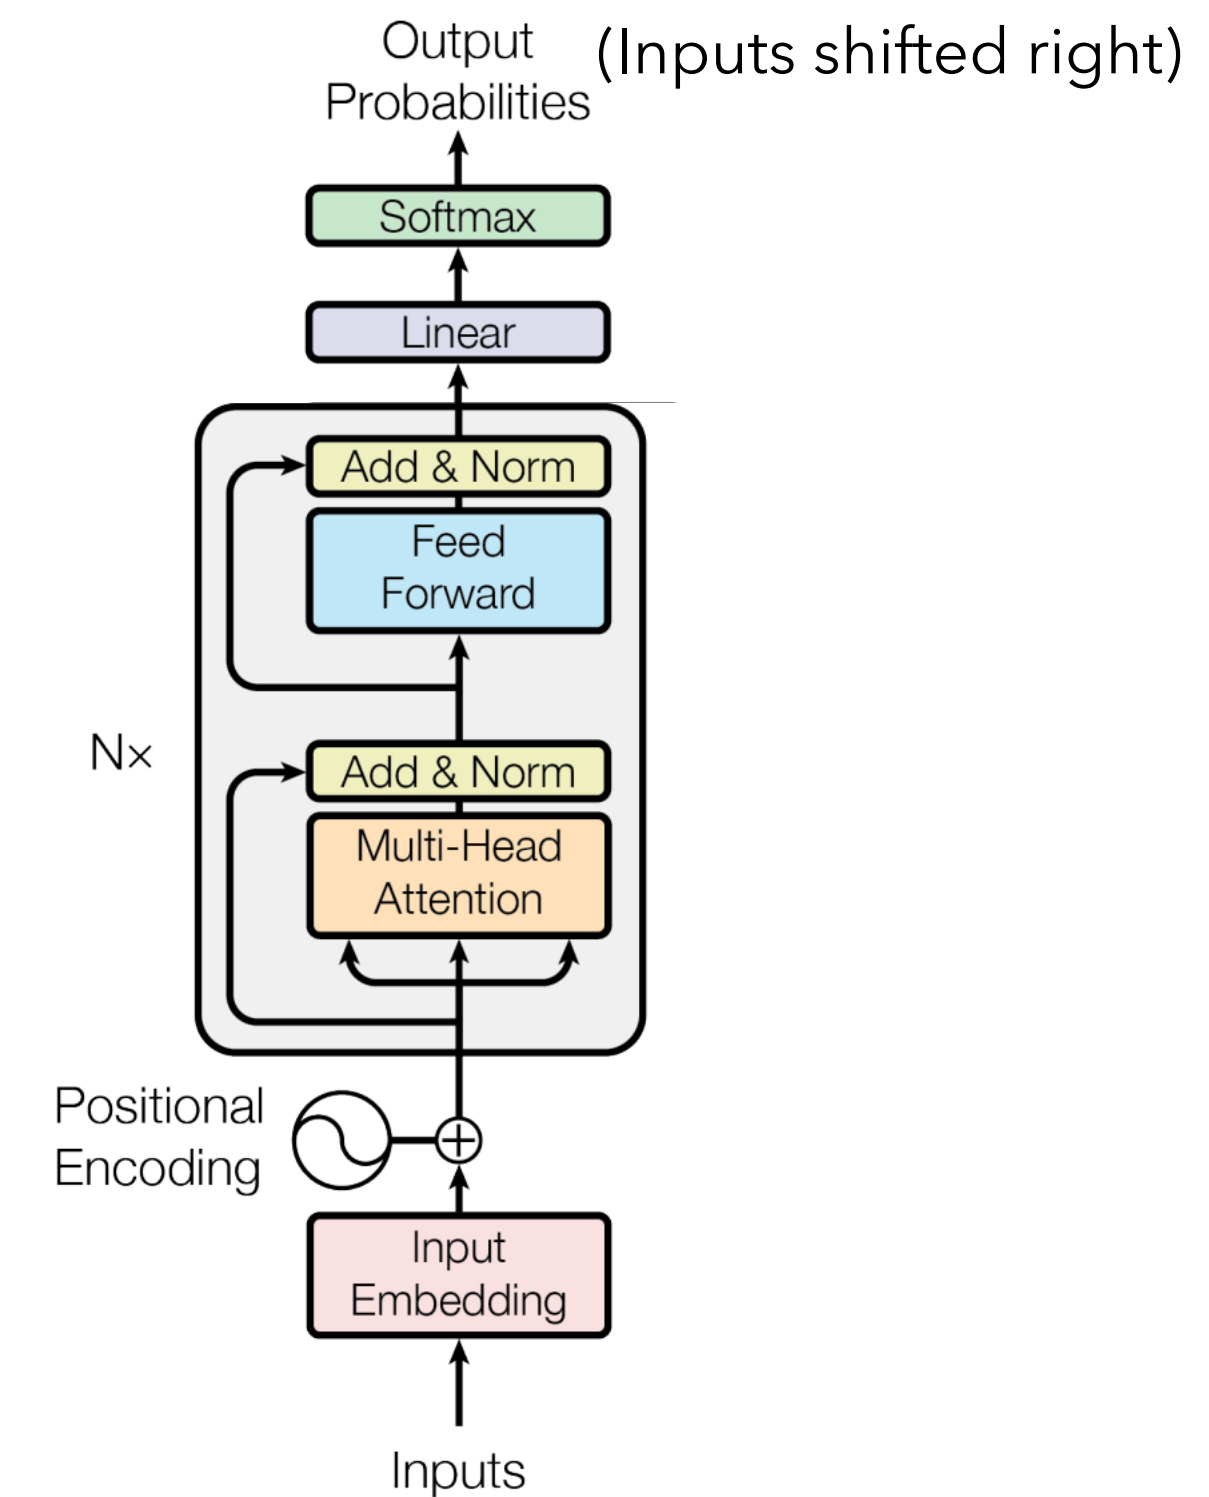 Output
Probabilities
(Inputs shifted right)
Softmax
Linear
Add & Norm
Feed
Forward
N×
Add & Norm
Multi-Head
Attention
Positional
Encoding
Input
Embedding
Inputs